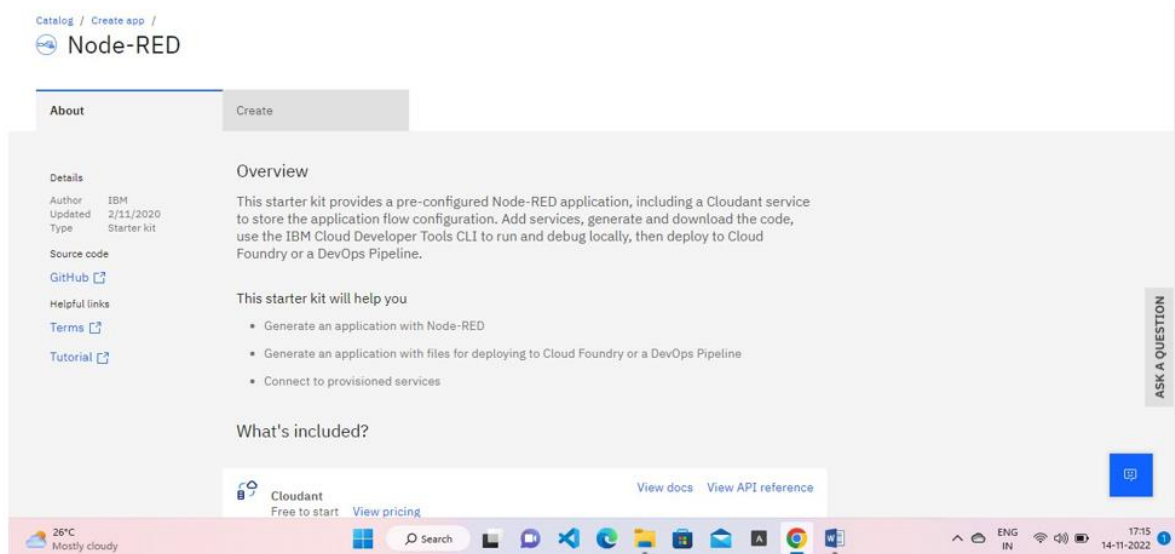 Catalog / Create app /
Node-RED
About
Create
Details
Author IBM
Updated 2/11/2020
Type Starter kit
Source code
GitHub
Helpful links
Terms
Tutorial
Overview
This starter kit provides a pre-configured Node-RED application, including a Cloudant service
to store the application flow configuration. Add services, generate and download the code,
use the IBM Cloud Developer Tools CLI to run and debug locally, then deploy to Cloud
Foundry or a DevOps Pipeline.
This starter kit will help you
• Generate an application with Node-RED
• Generate an application with files for deploying to Cloud Foundry or a DevOps Pipeline
• Connect to provisioned services
What's included?
Cloudant
Free to start View pricing
View docs View API reference
ASK A QUESTION
26°C
Mostly cloudy
Search
ENG
IN
17:15
14-11-2022
1